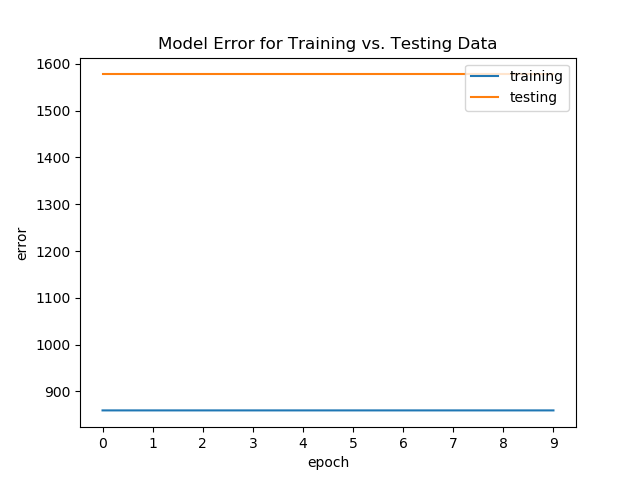 Model Error for Training vs. Testing Data
1600
1500
1400
1300
1200
1100
1000
900
error
training
testing
0 1 2 3 4 5 6 7 8 9
epoch